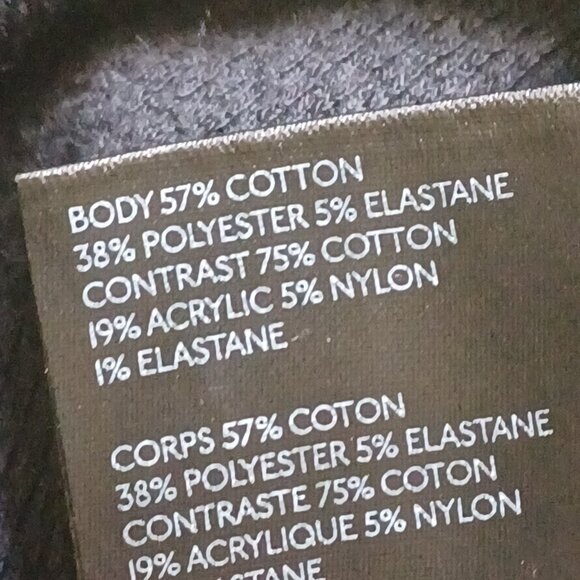 BODY 57% COTTON
38% POLYESTER 5% ELASTANE
CONTRAST 75% COTTON
19% ACRYLIC 5% NYLON
1% ELASTANE
CORPS 57% COTON
38% POLYESTER 5% ELASTANE
CONTRASTE 75% COTON
19% ACRYLIQUE 5% NYLON